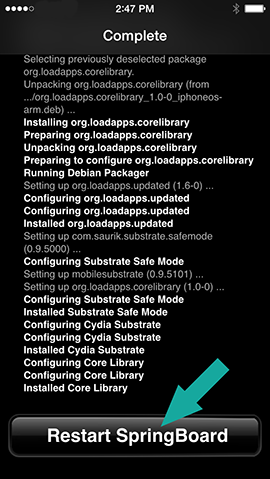 2:47 PM
Complete
Selecting previously deselected package
org.loadapps.corelibrary.
Unpacking org.loadapps.corelibrary (from
.../org.loadapps.corelibrary_1.0-0_iphoneos-
arm.deb) ...
Installing org.loadapps.corelibrary
Preparing org.loadapps.corelibrary
Unpacking org.loadapps.corelibrary
Preparing to configure org.loadapps.corelibrary
Running Debian Packager
Setting up org.loadapps.updated (1.6-0) ...
Configuring org.loadapps.updated
Configuring org.loadapps.updated
Installed org.loadapps.updated
Setting up com.saurik.substrate.safemode
(0.9.5000) ...
Configuring Substrate Safe Mode
Setting up mobilesubstrate (0.9.5101) ...
Setting up org.loadapps.corelibrary (1.0-0) ...
Configuring Substrate Safe Mode
Installed Substrate Safe Mode
Configuring Cydia Substrate
Configuring Cydia Substrate
Installed Cydia Substrate
Configuring Core Library
Configuring Core Library
Installed Core Library
Restart SpringBoard